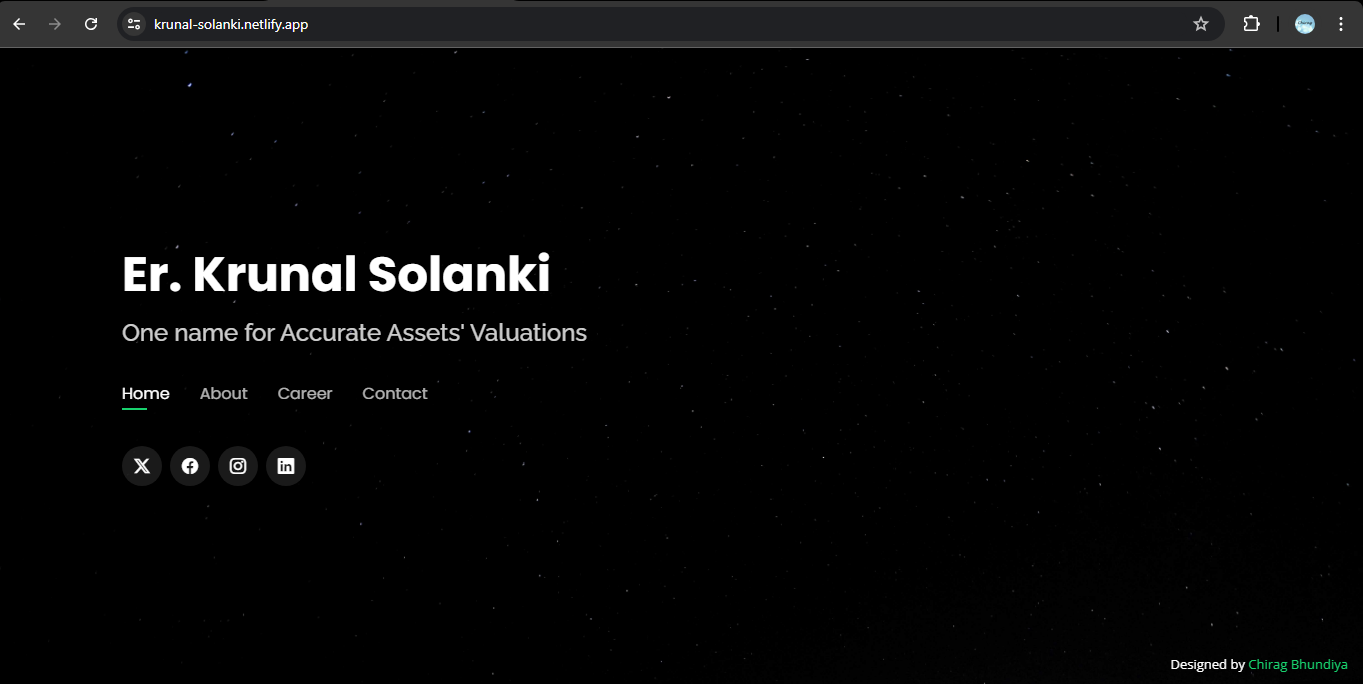 krunal-solanki.netlify.app
Er. Krunal Solanki
One name for Accurate Assets' Valuations
Home About Career Contact
Designed by Chirag Bhundiya